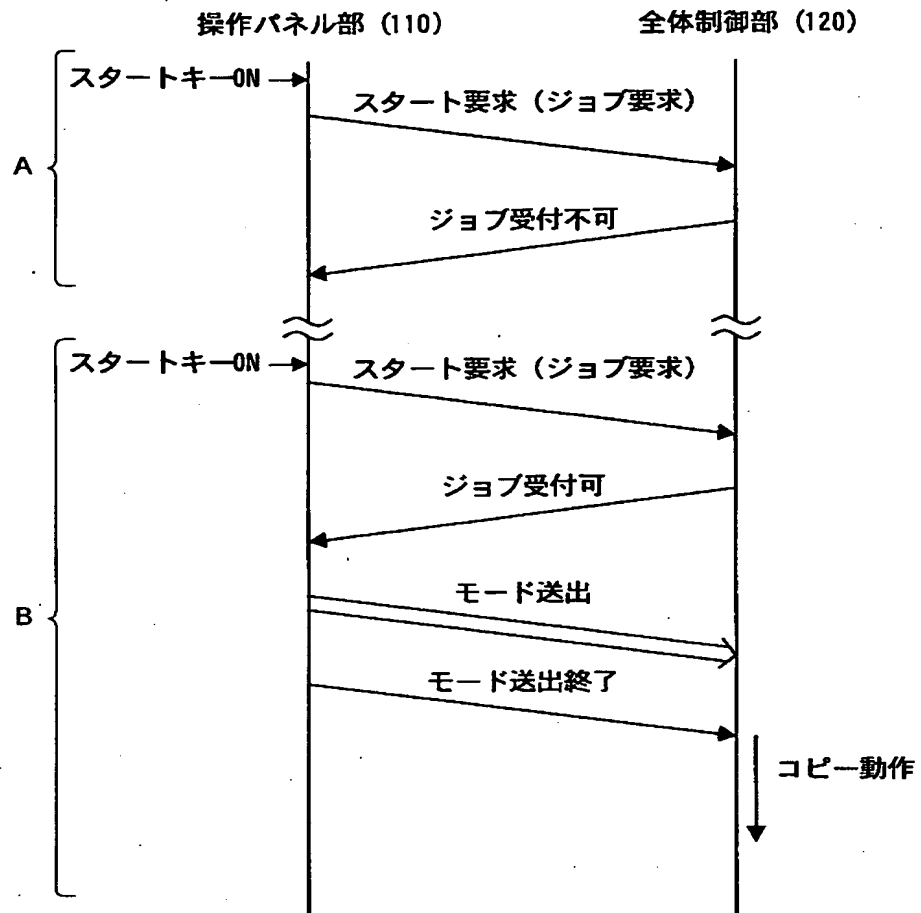 操作パネル部 (110)
全体制御部 (120)
スタートキーON
スタート要求 (ジョブ要求)
A
ジョブ受付不可
スタートキーON
スタート要求 (ジョブ要求)
ジョブ受付可
モード送出
B
モード送出終了
コピー動作